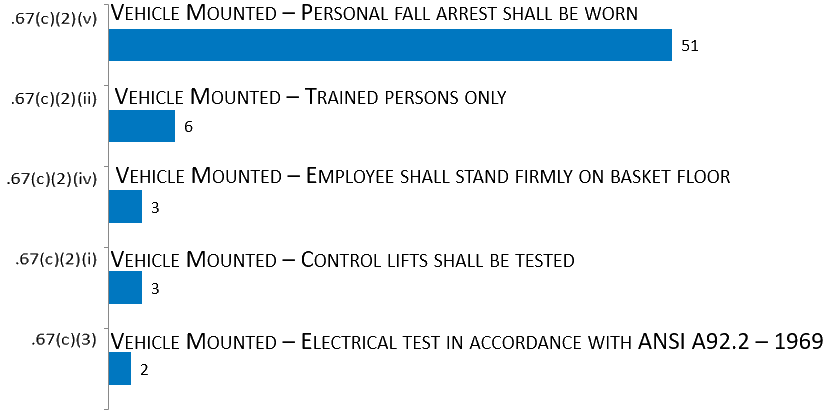 .67(c)(2)(v) VEHICLE MOUNTED – PERSONAL FALL ARREST SHALL BE WORN
51
.67(c)(2)(ii) VEHICLE MOUNTED – TRAINED PERSONS ONLY
6
.67(c)(2)(iv) VEHICLE MOUNTED – EMPLOYEE SHALL STAND FIRMLY ON BASKET FLOOR
3
.67(c)(2)(i) VEHICLE MOUNTED – CONTROL LIFTS SHALL BE TESTED
3
.67(c)(3) VEHICLE MOUNTED – ELECTRICAL TEST IN ACCORDANCE WITH ANSI A92.2 – 1969
2